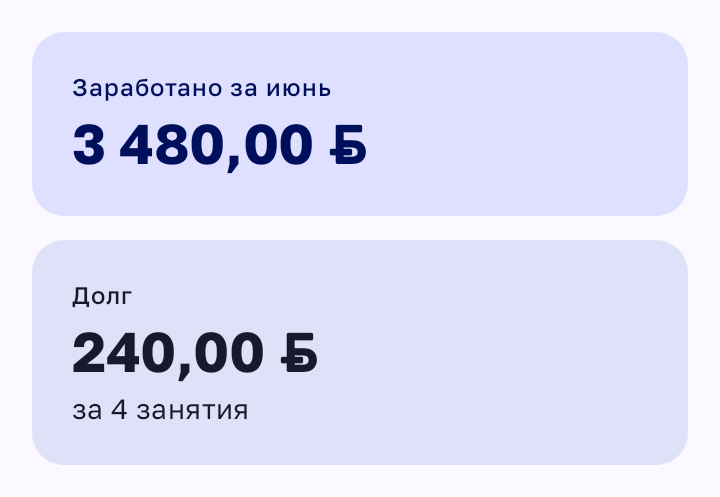 Заработано за июнь
3 480,00 Ƃ
Долг
240,00 Ƃ
за 4 занятия